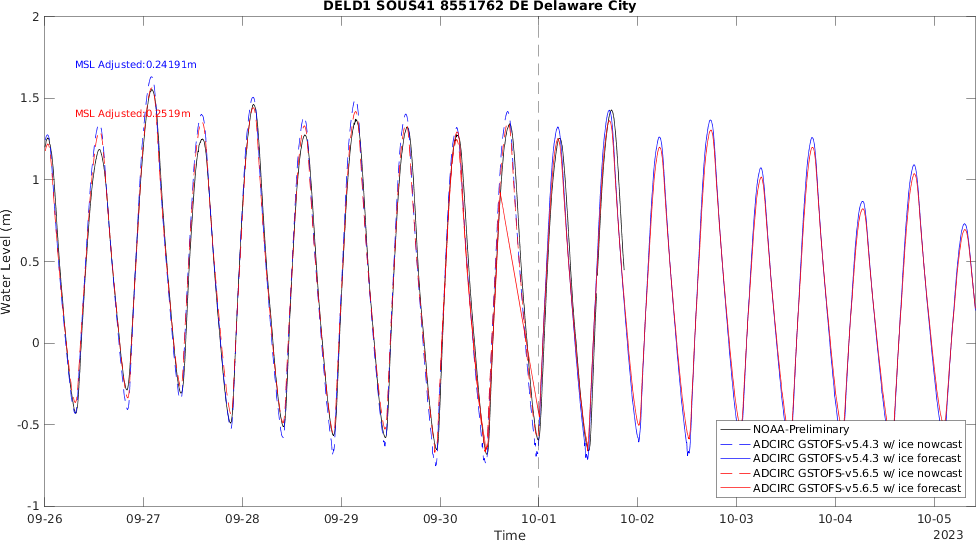 DELD1 SOUS41 8551762 DE Delaware City
2
1.5
1
0.5
0
-0.5
-1
Water Level (m)
MSL Adjusted:0.24191m
MSL Adjusted:0.2519m
NOAA-Preliminary
ADCIRC GSTOFS-v5.4.3 w/ ice nowcast
ADCIRC GSTOFS-v5.4.3 w/ ice forecast
ADCIRC GSTOFS-v5.6.5 w/ ice nowcast
ADCIRC GSTOFS-v5.6.5 w/ ice forecast
09-26 09-27 09-28 09-29 09-30 10-01 10-02 10-03 10-04 10-05
Time
2023